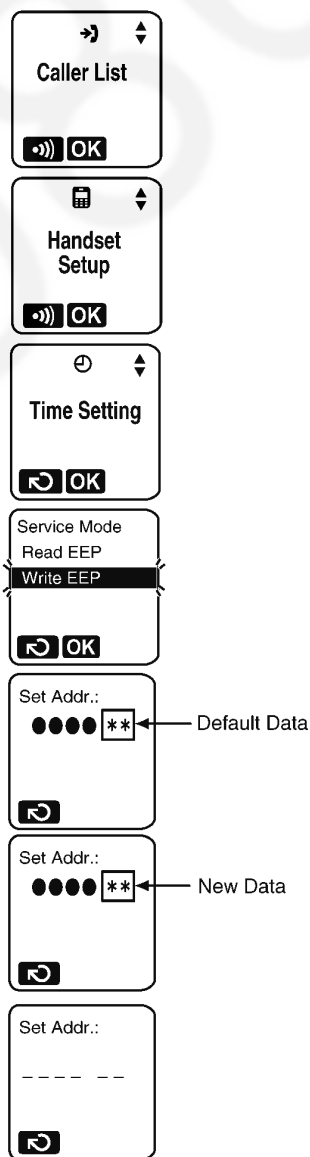 Caller List
OK
Handset
Setup
OK
Time Setting
OK
Service Mode
Read EEP
Write EEP
OK
Set Addr.:
●●●● ** Default Data
Set Addr.:
●●●● ** New Data
Set Addr.:
_ _ _ _ _ _